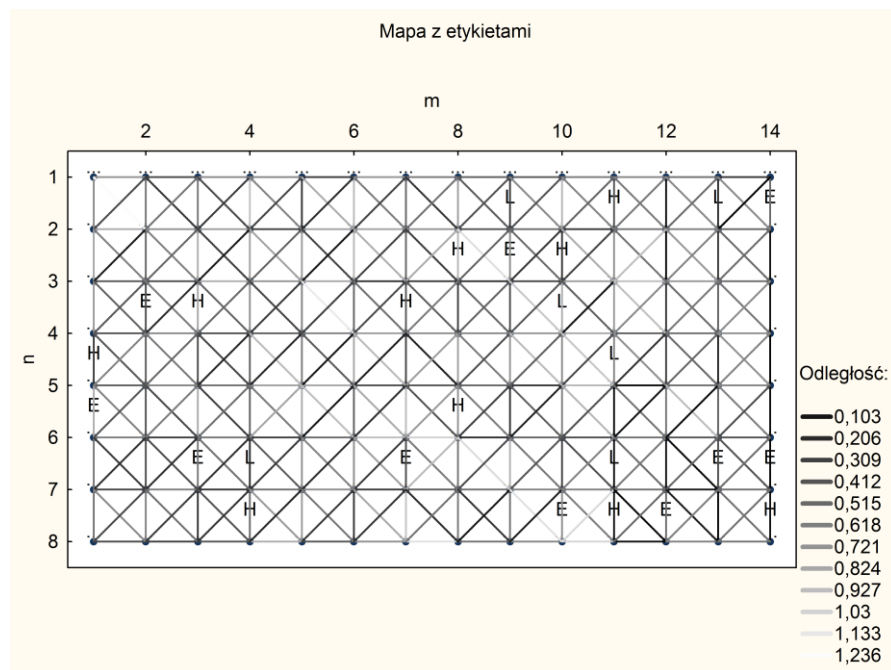 Mapa z etykietami
m
2 4 6 8 10 12 14
1
L H L E
2
H E H
3
E H H L
4
H L
n
5
E H
6
E L E L E E
7
H E H E H
8
Odległość:
0,103
0,206
0,309
0,412
0,515
0,618
0,721
0,824
0,927
1,03
1,133
1,236